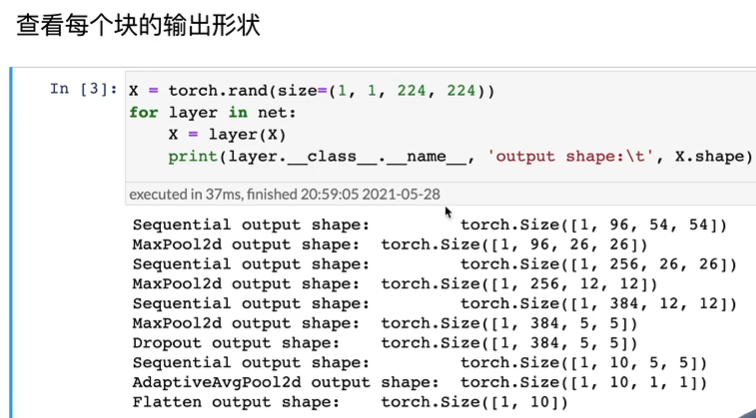 查看每个块的输出形状
In [3]: X = torch.rand(size=(1, 1, 224, 224))
for layer in net:
X = layer(X)
print(layer.__class__.__name__, 'output shape:\t', X.shape)
executed in 37ms, finished 20:59:05 2021-05-28
Sequential output shape: torch.Size([1, 96, 54, 54])
MaxPool2d output shape: torch.Size([1, 96, 26, 26])
Sequential output shape: torch.Size([1, 256, 26, 26])
MaxPool2d output shape: torch.Size([1, 256, 12, 12])
Sequential output shape: torch.Size([1, 384, 12, 12])
MaxPool2d output shape: torch.Size([1, 384, 5, 5])
Dropout output shape: torch.Size([1, 384, 5, 5])
Sequential output shape: torch.Size([1, 10, 5, 5])
AdaptiveAvgPool2d output shape: torch.Size([1, 10, 1, 1])
Flatten output shape: torch.Size([1, 10])